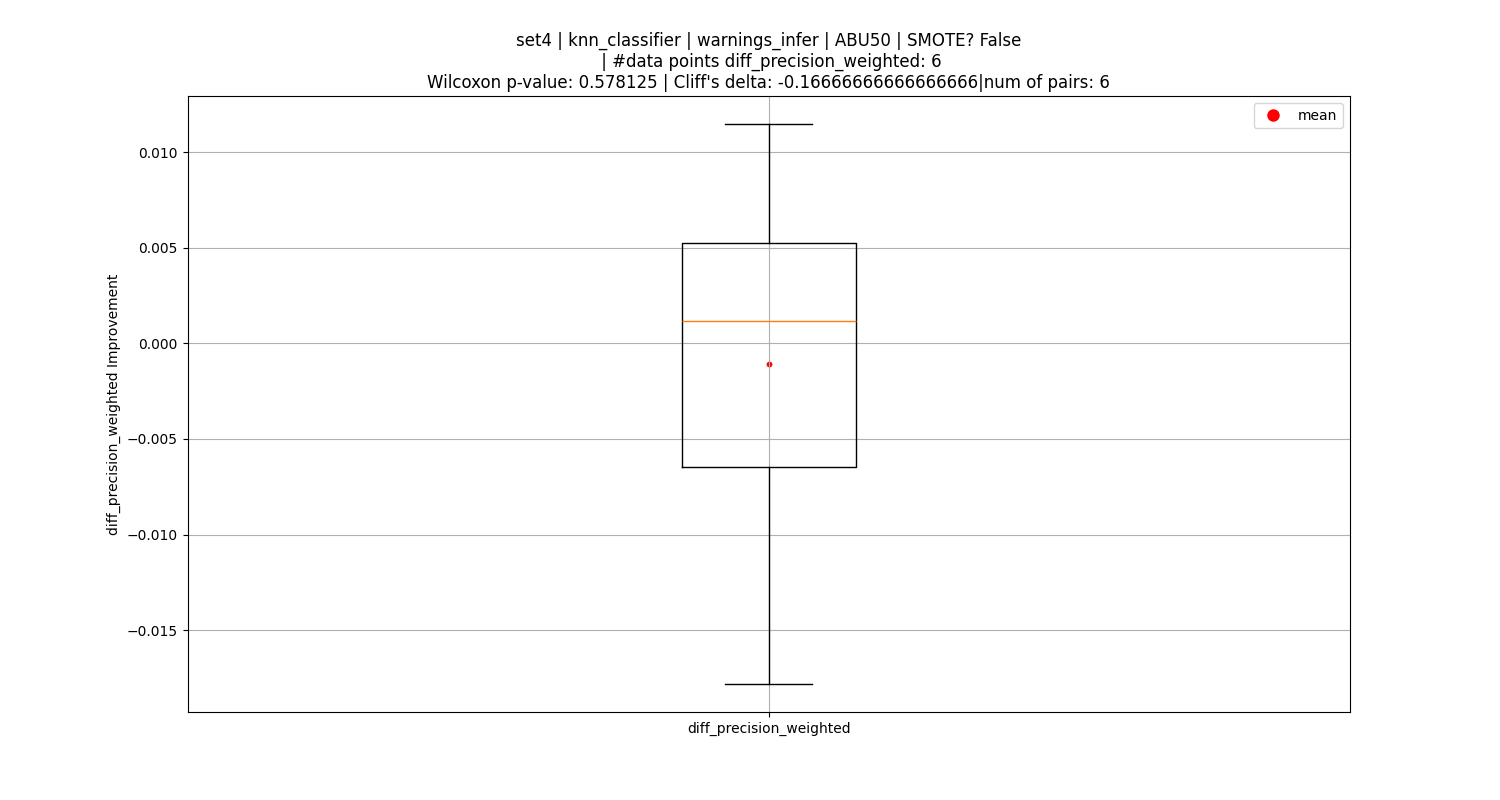 set4 | knn_classifier | warnings_infer | ABU50 | SMOTE? False
| #data points diff_precision_weighted: 6
Wilcoxon p-value: 0.578125 | Cliff's delta: -0.16666666666666666|num of pairs: 6
mean
0.010
0.005
0.000
−0.005
−0.010
−0.015
diff_precision_weighted Improvement
diff_precision_weighted